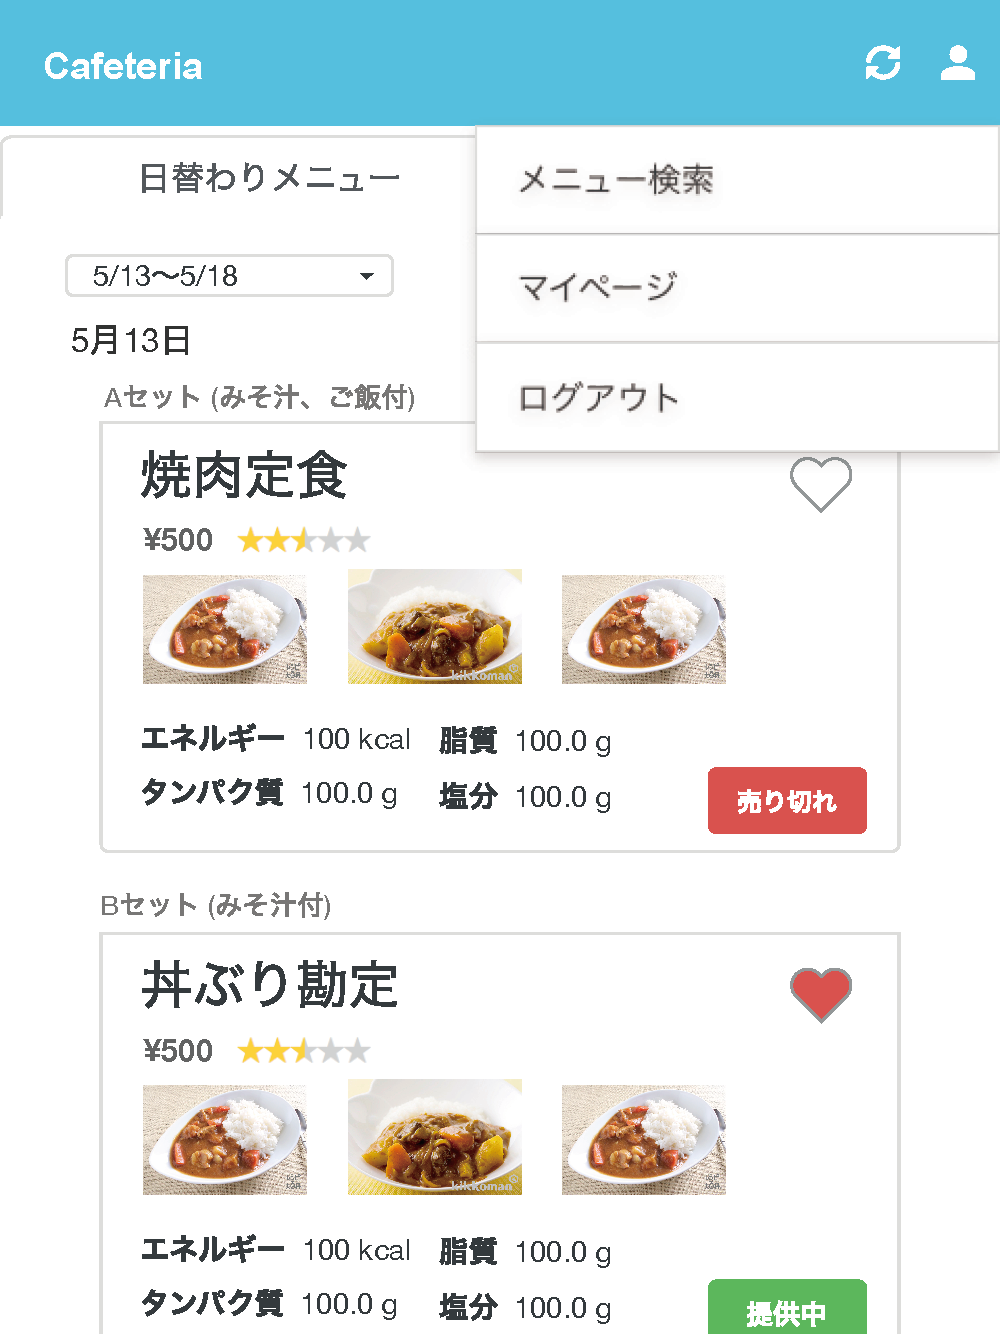 Cafeteria
日替わりメニュー
メニュー検索
マイページ
ログアウト
5/13〜5/18
5月13日
Aセット (みそ汁、ご飯付)
焼肉定食
¥500
kikkoman
エネルギー 100 kcal 脂質 100.0 g
タンパク質 100.0 g 塩分 100.0 g
売り切れ
Bセット (みそ汁付)
丼ぶり勘定
¥500
kikkoman
エネルギー 100 kcal 脂質 100.0 g
タンパク質 100.0 g 塩分 100.0 g
提供中